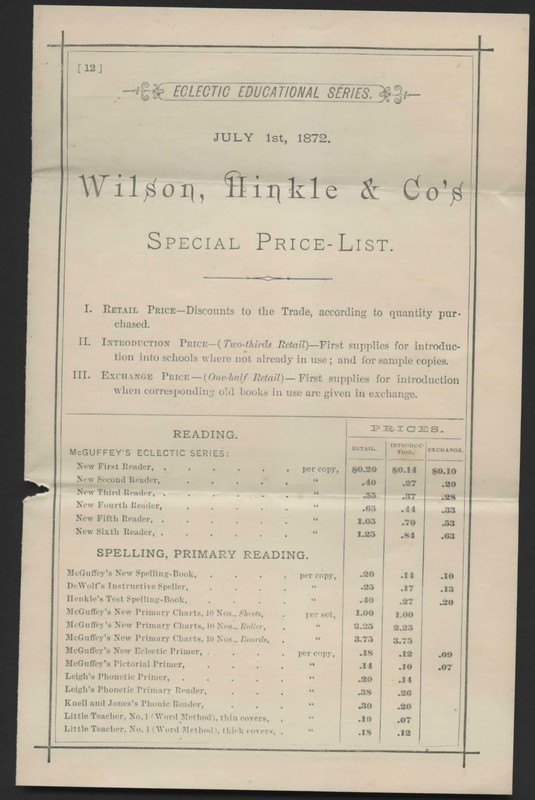 [ 12 ]
ECLECTIC EDUCATIONAL SERIES.
JULY 1st, 1872.
Wilson, Hinkle & Co's
SPECIAL PRICE-LIST.
I. RETAIL PRICE—Discounts to the Trade, according to quantity pur-
chased.
II. INTRODUCTION PRICE—(Two-thirds Retail)—First supplies for introduc-
tion into schools where not already in use; and for sample copies.
III. EXCHANGE PRICE—(One-half Retail)—First supplies for introduction
when corresponding old books in use are given in exchange.
READING. PRICES.
RETAIL. INTRODUC-TION. EXCHANGE.
McGUFFEY'S ECLECTIC SERIES:
New First Reader, . . . . . . per copy, $0.20 $0.14 $0.10
New Second Reader, . . . . . " .40 .27 .20
New Third Reader, . . . . . . " .55 .37 .28
New Fourth Reader, . . . . . " .65 .44 .33
New Fifth Reader, . . . . . . " 1.05 .70 .53
New Sixth Reader, . . . . . . " 1.25 .84 .63
SPELLING, PRIMARY READING.
McGuffey's New Spelling-Book, . . . . per copy, .20 .14 .10
DeWolf's Instructive Speller, . . . . " .25 .17 .13
Henkle's Test Spelling-Book, . . . . " .40 .27 .20
McGuffey's New Primary Charts, 10 Nos., Sheets, . per set, 1.00 1.00
McGuffey's New Primary Charts, 10 Nos., Roller, . " 2.25 2.25
McGuffey's New Primary Charts, 10 Nos., Boards, . " 3.75 3.75
McGuffey's New Eclectic Primer, . . . . per copy, .18 .12 .09
McGuffey's Pictorial Primer, . . . . " .14 .10 .07
Leigh's Phonetic Primer, . . . . . " .20 .14
Leigh's Phonetic Primary Reader, . . . " .38 .26
Knell and Jones's Phonic Reader, . . . " .30 .20
Little Teacher, No. 1 (Word Method), thin covers, . " .10 .07
Little Teacher, No. 1 (Word Method), thick covers, . " .18 .12